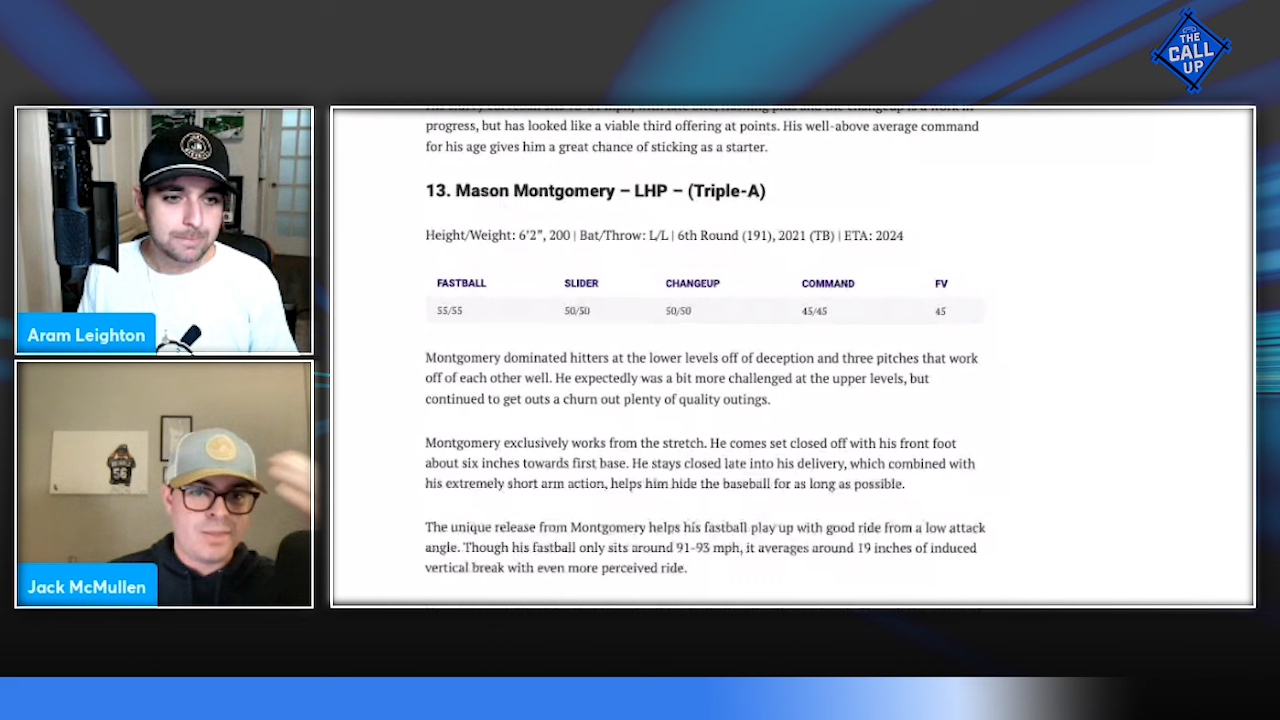 THE
CALL
UP
progress, but has looked like a viable third offering at points. His well-above average command
for his age gives him a great chance of sticking as a starter.
13. Mason Montgomery – LHP – (Triple-A)
Height/Weight: 6'2", 200 | Bat/Throw: L/L | 6th Round (191), 2021 (TB) | ETA: 2024
FASTBALL SLIDER CHANGEUP COMMAND FV
55/55 50/50 50/50 45/45 45
Montgomery dominated hitters at the lower levels off of deception and three pitches that work
off of each other well. He expectedly was a bit more challenged at the upper levels, but
continued to get outs a churn out plenty of quality outings.
Montgomery exclusively works from the stretch. He comes set closed off with his front foot
about six inches towards first base. He stays closed late into his delivery, which combined with
his extremely short arm action, helps him hide the baseball for as long as possible.
The unique release from Montgomery helps his fastball play up with good ride from a low attack
angle. Though his fastball only sits around 91-93 mph, it averages around 19 inches of induced
vertical break with even more perceived ride.
Aram Leighton
56
Jack McMullen